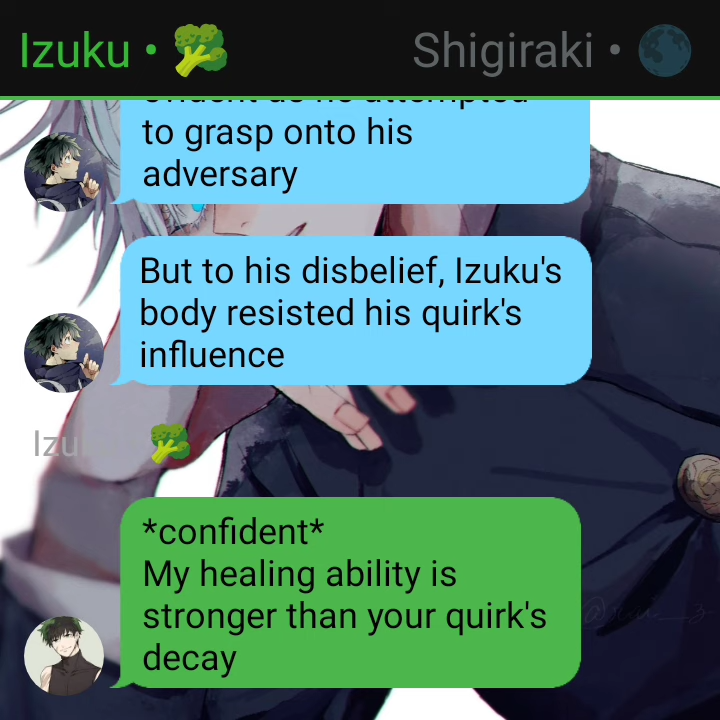 Izuku • 🥦
Shigiraki • 🌑
to grasp onto his
adversary
But to his disbelief, Izuku's
body resisted his quirk's
influence
Izuku 🥦
*confident*
My healing ability is
stronger than your quirk's
decay